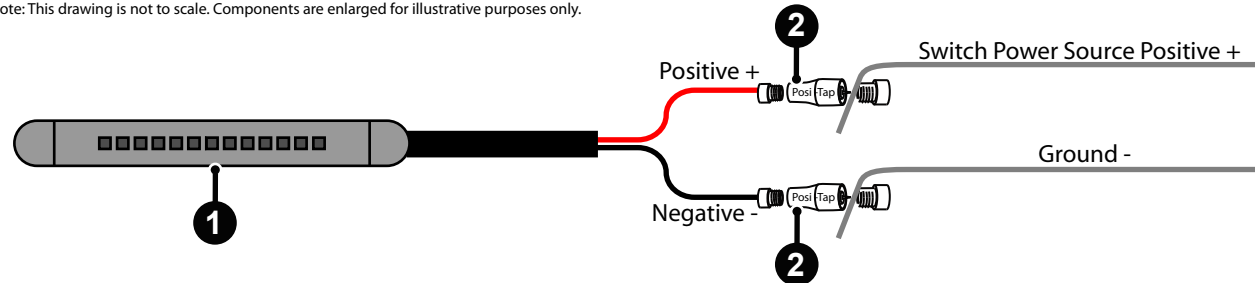 ote: This drawing is not to scale. Components are enlarged for illustrative purposes only.
2
Switch Power Source Positive +
Positive +
Posi-Tap
Ground -
Posi-Tap
Negative -
1
2